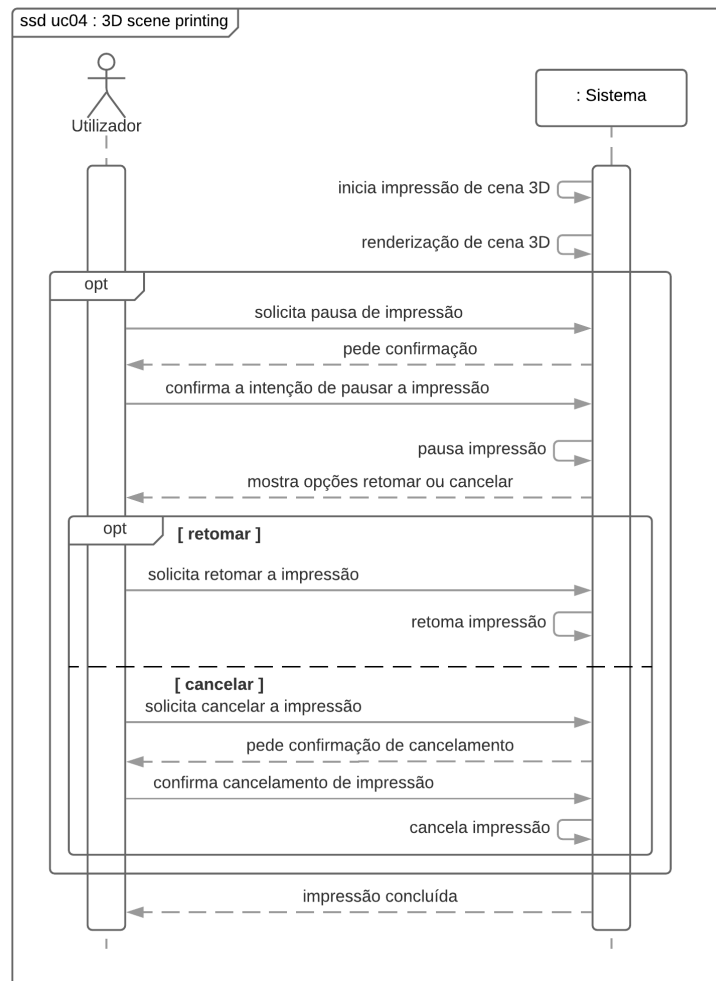 ssd uc04 : 3D scene printing
Utilizador
: Sistema
inicia impressão de cena 3D
renderização de cena 3D
opt
solicita pausa de impressão
pede confirmação
confirma a intenção de pausar a impressão
pausa impressão
mostra opções retomar ou cancelar
opt
[ retomar ]
solicita retomar a impressão
retoma impressão
[ cancelar ]
solicita cancelar a impressão
pede confirmação de cancelamento
confirma cancelamento de impressão
cancela impressão
impressão concluída